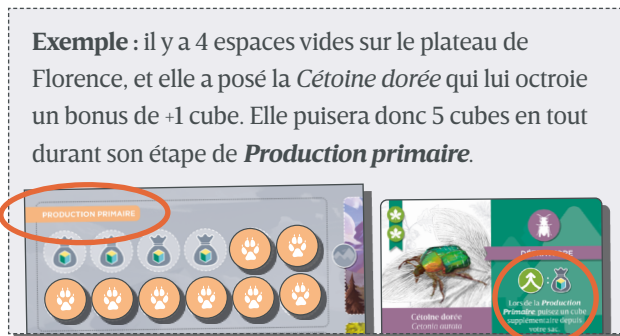 Exemple : il y a 4 espaces vides sur le plateau de
Florence, et elle a posé la Cétoine dorée qui lui octroie
un bonus de +1 cube. Elle puisera donc 5 cubes en tout
durant son étape de Production primaire.
PRODUCTION PRIMAIRE
Cétoine dorée
Cetonia aurata
:
Lors de la Production
Primaire, puisez un cube
supplémentaire depuis
votre sac.